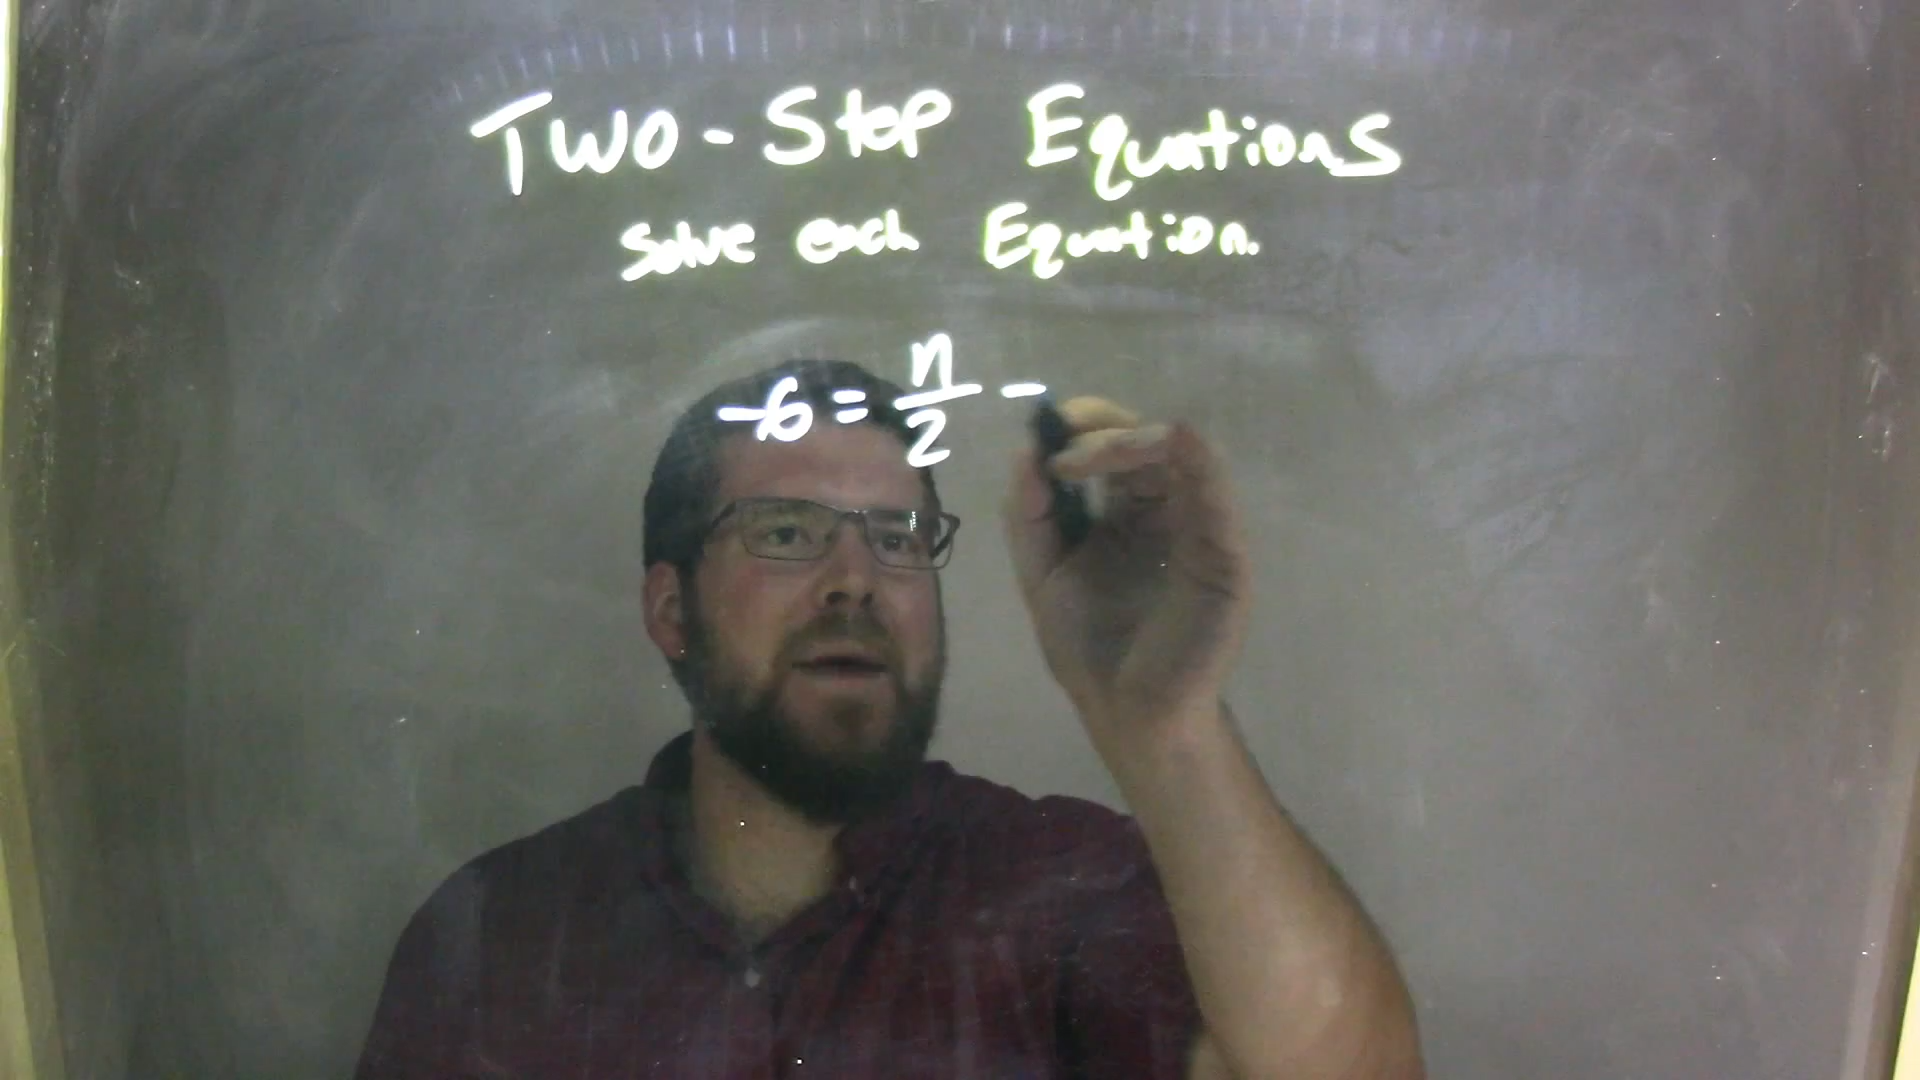 Two-Step Equations
Solve each Equation.
-6 = n/2 -